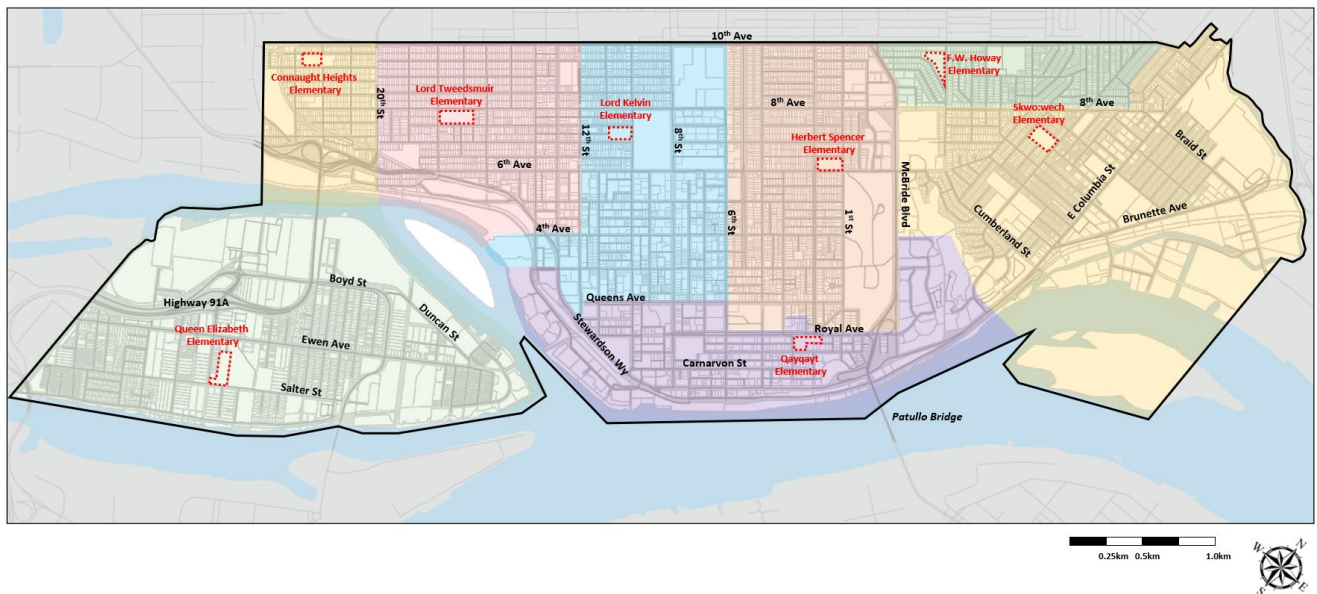 10th Ave
Connaught Heights
Elementary
20th St
Lord Tweedsmuir
Elementary
Lord Kelvin
Elementary
12th St
8th St
8th Ave
Herbert Spencer
Elementary
F.W. Howay
Elementary
8th Ave
Skwo:wech
Elementary
Braid St
6th Ave
McBride Blvd
E Columbia St
Brunette Ave
Cumberland St
6th St
1st St
4th Ave
Boyd St
Highway 91A
Duncan St
Queens Ave
Queen Elizabeth
Elementary
Ewen Ave
Stewardson Wy
Royal Ave
Carnarvon St
Qayqayt
Elementary
Salter St
Patullo Bridge
0.25km 0.5km 1.0km
N
W
E
S